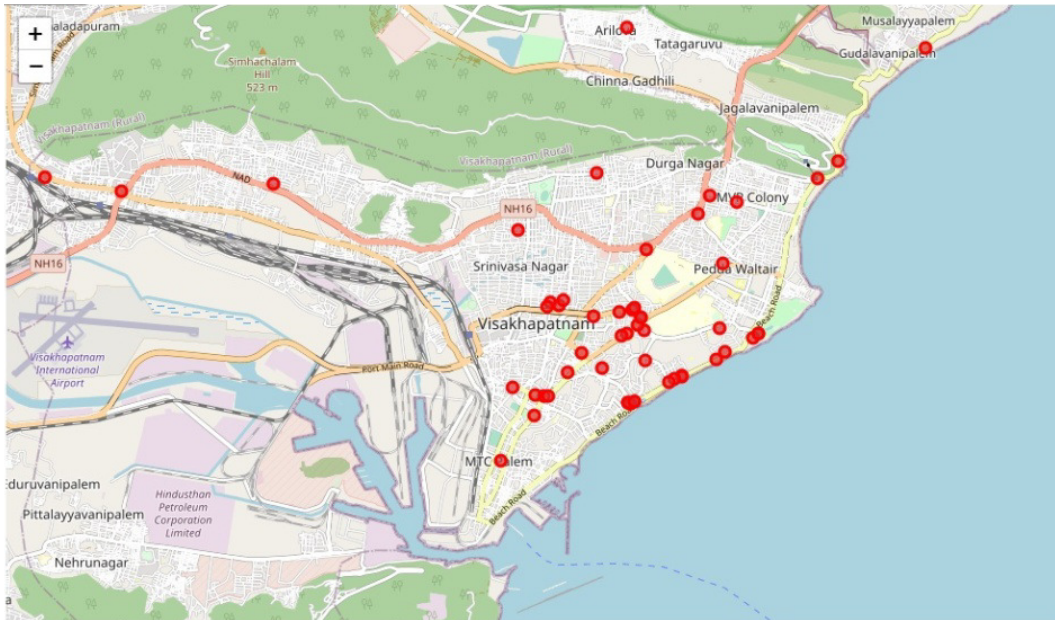 +
−
aladapuram
Simhachalam
Hill
523 m
Tatagaruvu
Chinna Gadhili
Musalayyapalem
Gudalavanipalem
Jagalavanipalem
Visakhapatnam (Rural)
Visakhapatnam (Rural)
Durga Nagar
NAD
NH16
MVP Colony
NH16
Srinivasa Nagar
Pedda Waltair
Visakhapatnam
Beach Road
Visakhapatnam
International
Airport
Port Main Road
Beach Road
MTC Palem
Beach Road
duruvanipalem
Pittalayyavanipalem
Hindusthan
Petroleum
Corporation
Limited
Nehrunagar
a